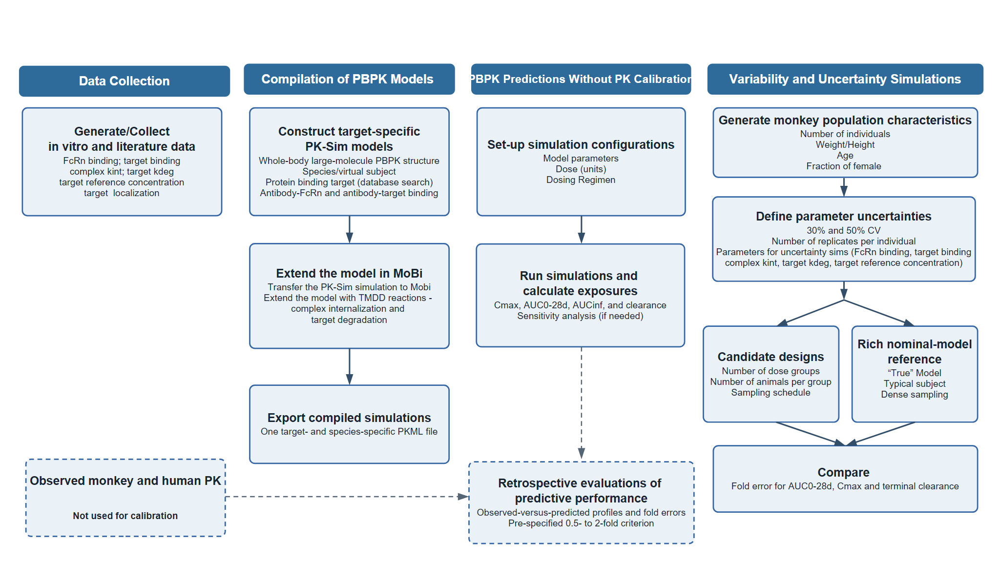 Data Collection
Generate/Collect
in vitro and literature data
FcRn binding; target binding
complex kint; target kdeg
target reference concentration
target  localization
Observed monkey and human PK
Not used for calibration
Compilation of PBPK Models
Construct target-specific
PK-Sim models
Whole-body large-molecule PBPK structure
Species/virtual subject
Protein binding target (database search)
Antibody-FcRn and antibody-target binding
Extend the model in MoBi
Transfer the PK-Sim simulation to Mobi
Extend the model with TMDD reactions -
complex internalization and
target degradation
Export compiled simulations
One target- and species-specific PKML file
PBPK Predictions Without PK Calibration
Set-up simulation configurations
Model parameters
Dose (units)
Dosing Regimen
Run simulations and
calculate exposures
Cmax, AUC0-28d, AUCinf, and clearance
Sensitivity analysis (if needed)
Retrospective evaluations of
predictive performance
Observed-versus-predicted profiles and fold errors
Pre-specified 0.5- to 2-fold criterion
Variability and Uncertainty Simulations
Generate monkey population characteristics
Number of individuals
Weight/Height
Age
Fraction of female
Define parameter uncertainties
30% and 50% CV
Number of replicates per individual
Parameters for uncertainty sims (FcRn binding, target binding
complex kint, target kdeg, target reference concentration)
Candidate designs
Number of dose groups
Number of animals per group
Sampling schedule
Rich nominal-model
reference
“True” Model
Typical subject
Dense sampling
Compare
Fold error for AUC0-28d, Cmax and terminal clearance